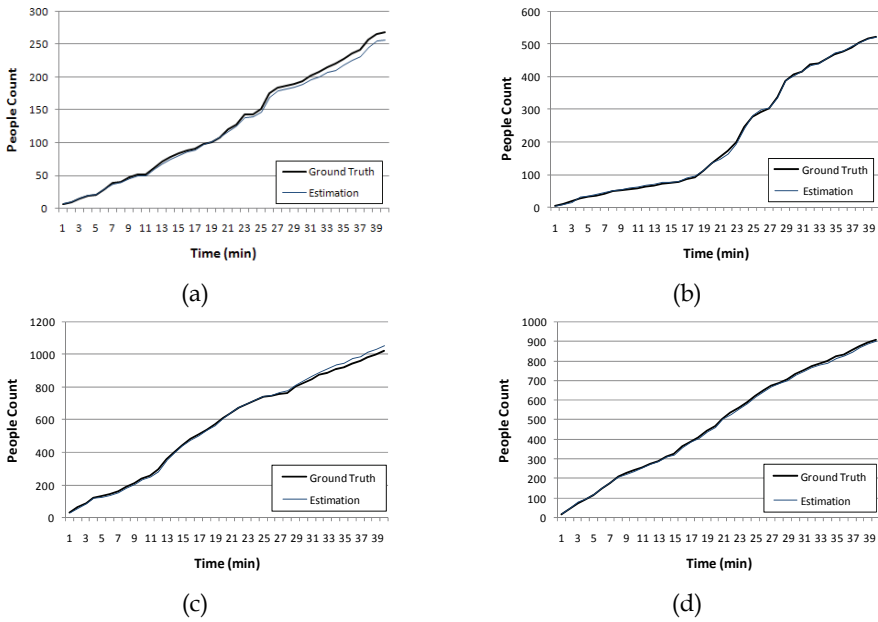 300
250
200
150
100
50
0
People Count
Ground Truth
Estimation
1 3 5 7 9 11 13 15 17 19 21 23 25 27 29 31 33 35 37 39
Time (min)
(a)
600
500
400
300
200
100
0
People Count
Ground Truth
Estimation
1 3 5 7 9 11 13 15 17 19 21 23 25 27 29 31 33 35 37 39
Time (min)
(b)
1200
1000
800
600
400
200
0
People Count
Ground Truth
Estimation
1 3 5 7 9 11 13 15 17 19 21 23 25 27 29 31 33 35 37 39
Time (min)
(c)
1000
900
800
700
600
500
400
300
200
100
0
People Count
Ground Truth
Estimation
1 3 5 7 9 11 13 15 17 19 21 23 25 27 29 31 33 35 37 39
Time (min)
(d)